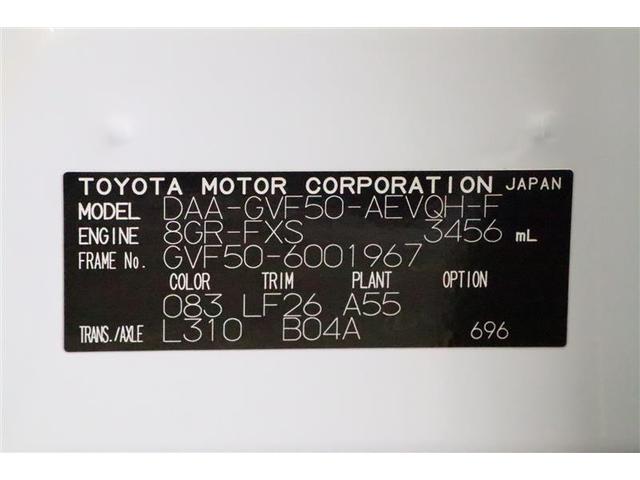 TOYOTA MOTOR CORPORATION JAPAN
MODEL DAA-GVF50-AEVQH-F
ENGINE 8GR-FXS 3456 mL
FRAME No. GVF50-6001967
COLOR TRIM PLANT OPTION
083 LF26 A55
TRANS./AXLE L310 B04A 696